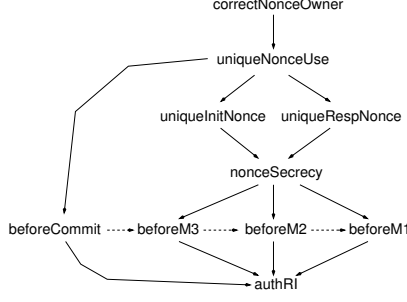 correctNonceOwner
uniqueNonceUse
uniqueInitNonce uniqueRespNonce
nonceSecrecy
beforeCommit beforeM3 beforeM2 beforeM1
authRI